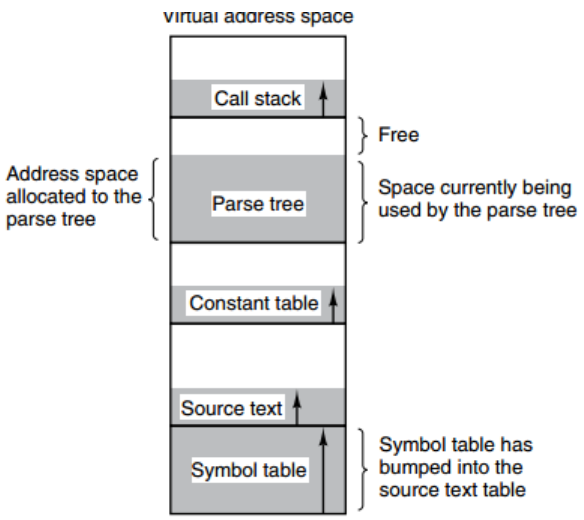 Virtual address space
Call stack
Free
Address space
allocated to the
parse tree
Parse tree
Space currently being
used by the parse tree
Constant table
Source text
Symbol table
Symbol table has
bumped into the
source text table